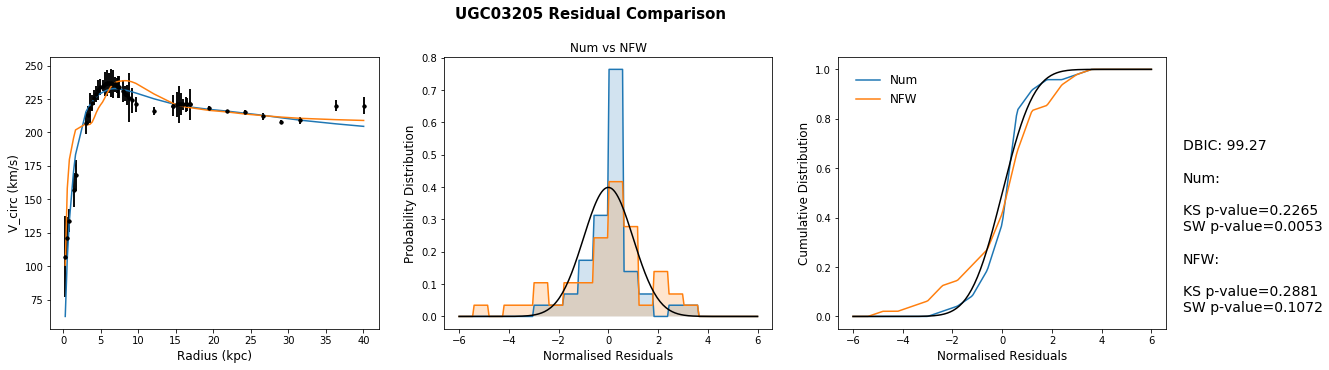 UGC03205 Residual Comparison
V_circ (km/s)
250
225
200
175
150
125
100
75
0 5 10 15 20 25 30 35 40
Radius (kpc)
Num vs NFW
Probability Distribution
0.8
0.7
0.6
0.5
0.4
0.3
0.2
0.1
0.0
−6 −4 −2 0 2 4 6
Normalised Residuals
Cumulative Distribution
1.0
0.8
0.6
0.4
0.2
0.0
Num
NFW
−6 −4 −2 0 2 4 6
Normalised Residuals
DBIC: 99.27
Num:
KS p-value=0.2265
SW p-value=0.0053
NFW:
KS p-value=0.2881
SW p-value=0.1072